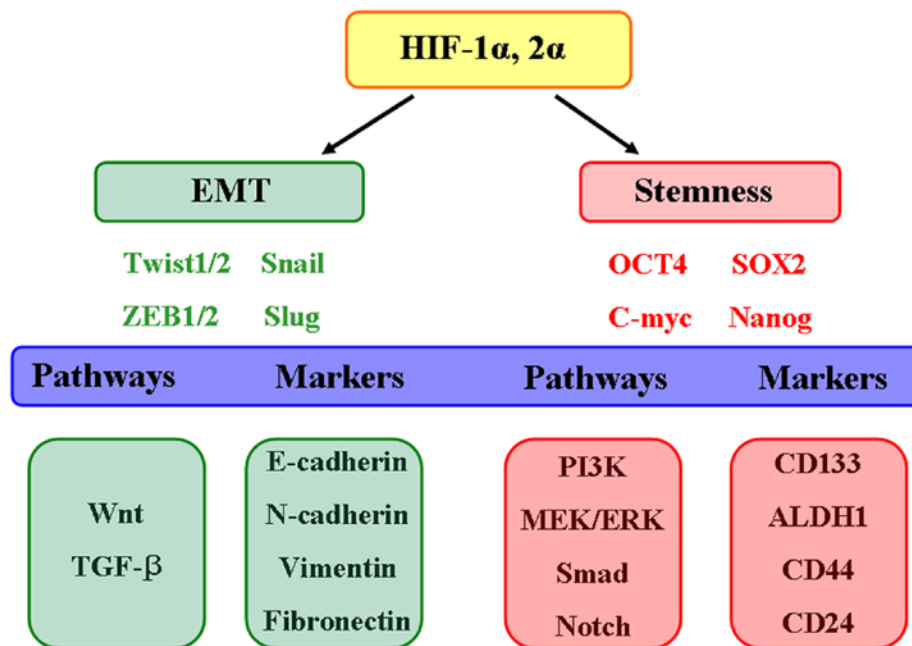 HIF-1α, 2α
EMT
Stemness
Twist1/2 Snail
ZEB1/2 Slug
OCT4 SOX2
C-myc Nanog
Pathways Markers Pathways Markers
Wnt
TGF-β
E-cadherin
N-cadherin
Vimentin
Fibronectin
PI3K
MEK/ERK
Smad
Notch
CD133
ALDH1
CD44
CD24